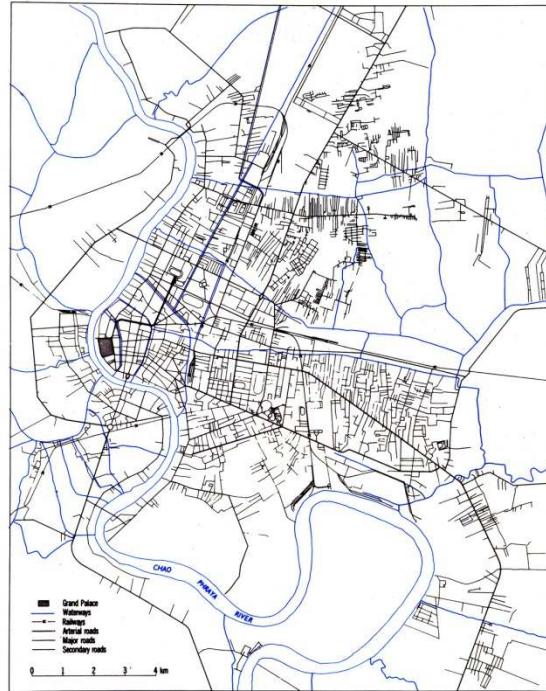 CHAO
PHRAYA
RIVER
Grand Palace
Waterways
Railways
Arterial roads
Major roads
Secondary roads
0 1 2 3 4 km